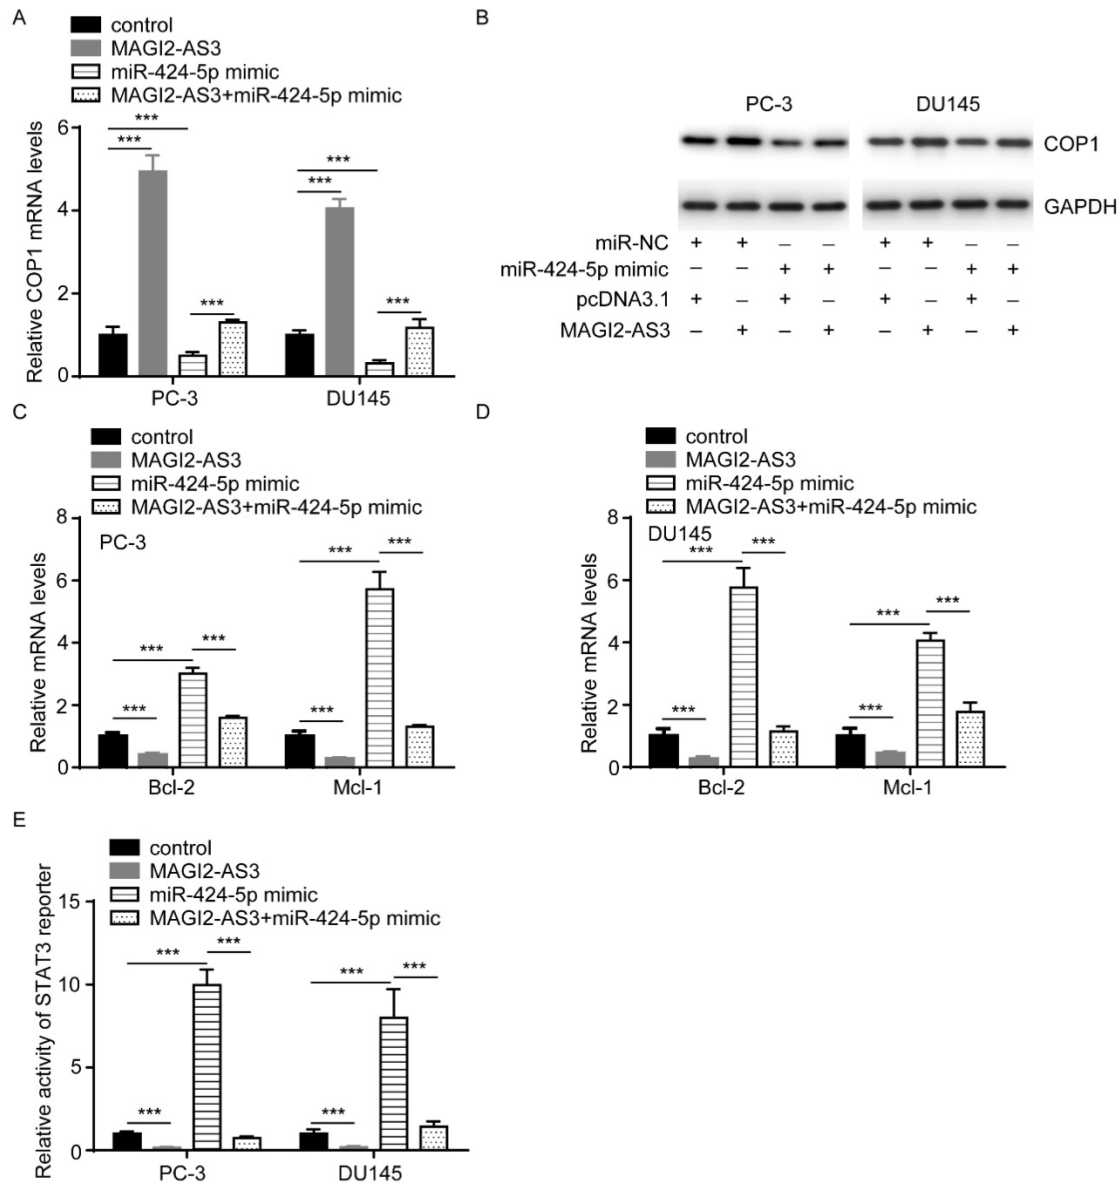 A
control
MAGI2-AS3
miR-424-5p mimic
MAGI2-AS3+miR-424-5p mimic
Relative COP1 mRNA levels
6
4
2
0
*** *** *** *** *** ***
PC-3 DU145
B
PC-3 DU145
COP1
GAPDH
miR-NC + + – – + + – –
miR-424-5p mimic – – + + – – + +
pcDNA3.1 + – + – + – + –
MAGI2-AS3 – + – + – + – +
C
control
MAGI2-AS3
miR-424-5p mimic
MAGI2-AS3+miR-424-5p mimic
PC-3
Relative mRNA levels
8
6
4
2
0
*** *** *** *** *** ***
Bcl-2 Mcl-1
D
control
MAGI2-AS3
miR-424-5p mimic
MAGI2-AS3+miR-424-5p mimic
DU145
Relative mRNA levels
8
6
4
2
0
*** *** *** *** *** ***
Bcl-2 Mcl-1
E
control
MAGI2-AS3
miR-424-5p mimic
MAGI2-AS3+miR-424-5p mimic
Relative activity of STAT3 reporter
15
10
5
0
*** *** *** *** *** ***
PC-3 DU145